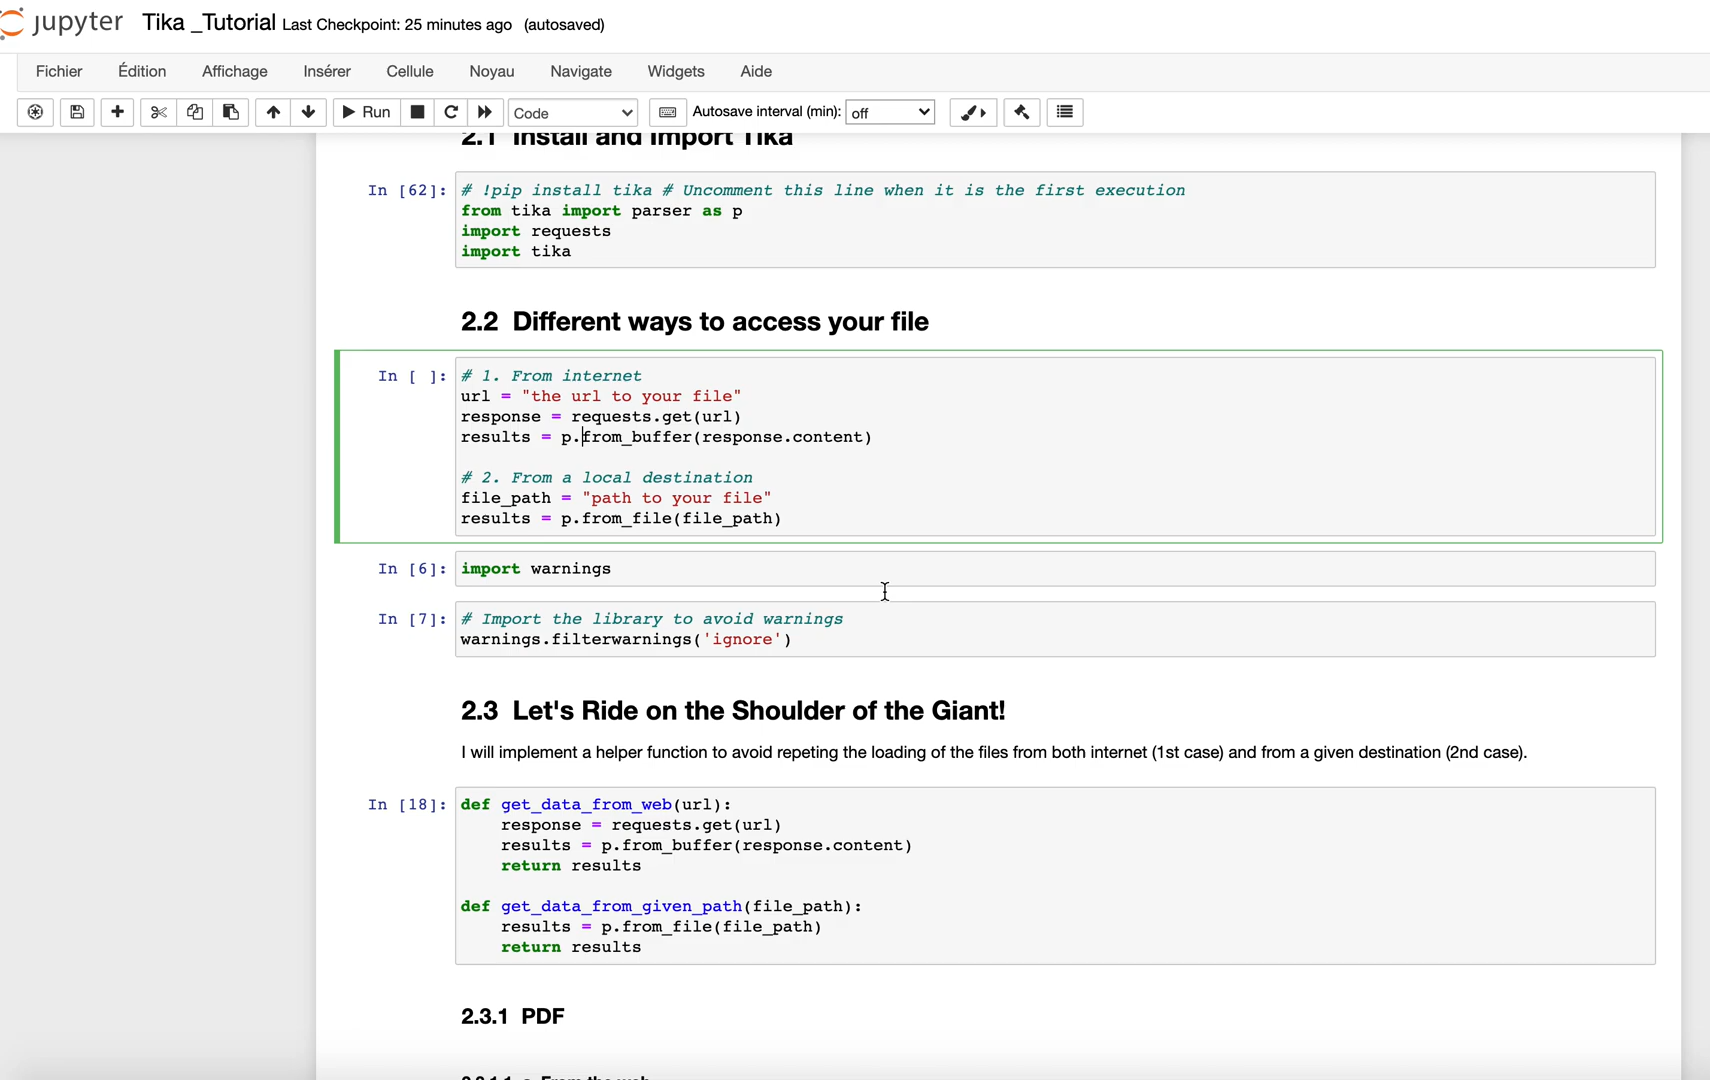 jupyter Tika _Tutorial Last Checkpoint: 25 minutes ago (autosaved)
Fichier Édition Affichage Insérer Cellule Noyau Navigate Widgets Aide
Run Code Autosave interval (min): off
2.1 Install and Import Tika
In [62]: # !pip install tika # Uncomment this line when it is the first execution
from tika import parser as p
import requests
import tika
2.2 Different ways to access your file
In [ ]: # 1. From internet
url = "the url to your file"
response = requests.get(url)
results = p.from_buffer(response.content)
# 2. From a local destination
file_path = "path to your file"
results = p.from_file(file_path)
In [6]: import warnings
In [7]: # Import the library to avoid warnings
warnings.filterwarnings('ignore')
2.3 Let's Ride on the Shoulder of the Giant!
I will implement a helper function to avoid repeting the loading of the files from both internet (1st case) and from a given destination (2nd case).
In [18]: def get_data_from_web(url):
response = requests.get(url)
results = p.from_buffer(response.content)
return results
def get_data_from_given_path(file_path):
results = p.from_file(file_path)
return results
2.3.1 PDF